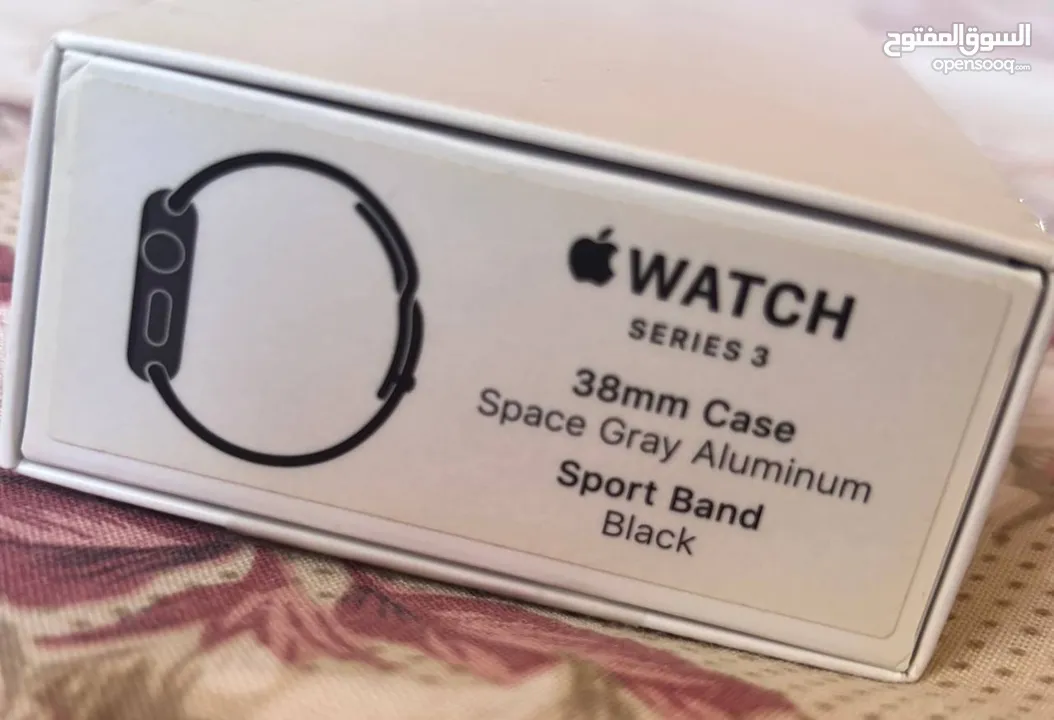 السوق المفتوح
opensooq.com
WATCH
SERIES 3
38mm Case
Space Gray Aluminum
Sport Band
Black